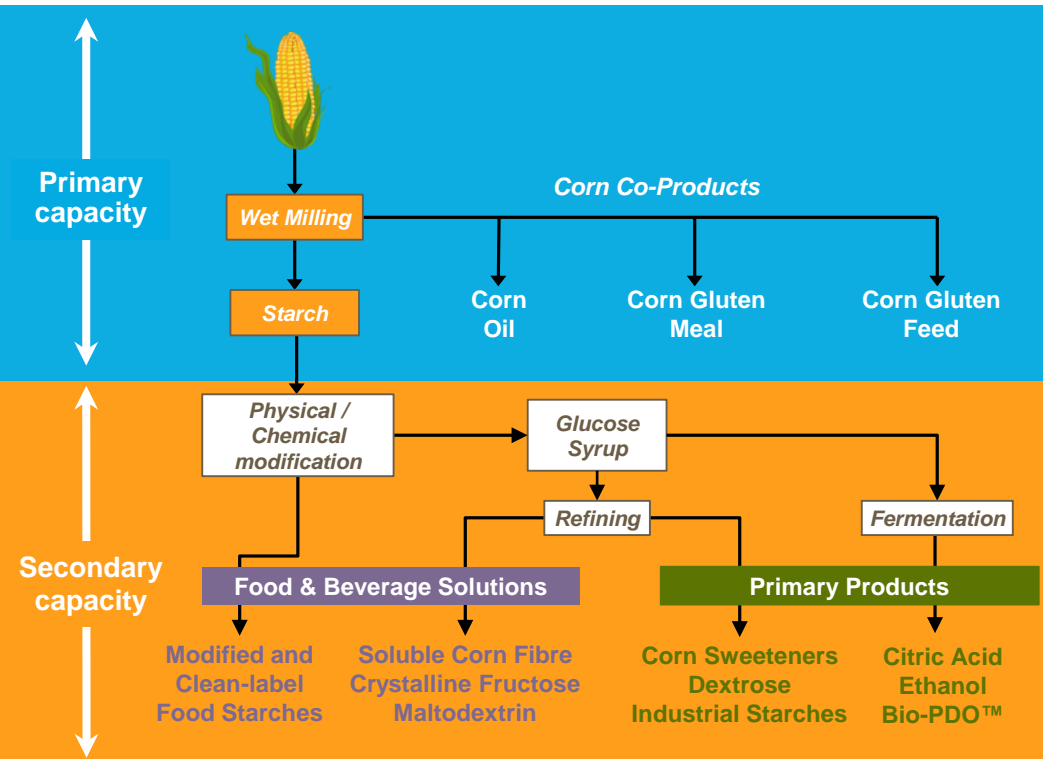 Primary
capacity
Corn Co-Products
Wet Milling
Starch
Corn
Oil
Corn Gluten
Meal
Corn Gluten
Feed
Physical /
Chemical
modification
Glucose
Syrup
Refining
Fermentation
Secondary
capacity
Food & Beverage Solutions
Primary Products
Modified and
Clean-label
Food Starches
Soluble Corn Fibre
Crystalline Fructose
Maltodextrin
Corn Sweeteners
Dextrose
Industrial Starches
Citric Acid
Ethanol
Bio-PDO™